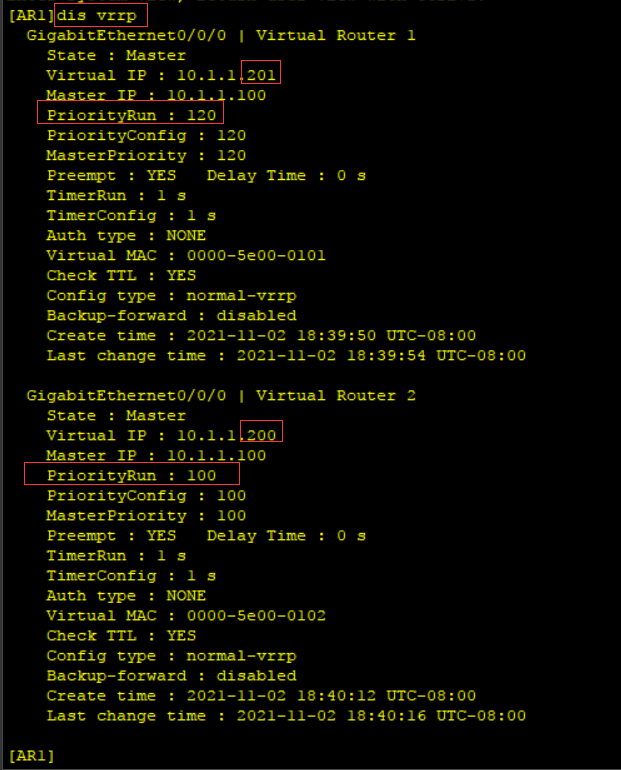 [AR1]dis vrrp
GigabitEthernet0/0/0 | Virtual Router 1
State : Master
Virtual IP : 10.1.1.201
Master IP : 10.1.1.100
PriorityRun : 120
PriorityConfig : 120
MasterPriority : 120
Preempt : YES Delay Time : 0 s
TimerRun : 1 s
TimerConfig : 1 s
Auth type : NONE
Virtual MAC : 0000-5e00-0101
Check TTL : YES
Config type : normal-vrrp
Backup-forward : disabled
Create time : 2021-11-02 18:39:50 UTC-08:00
Last change time : 2021-11-02 18:39:54 UTC-08:00
GigabitEthernet0/0/0 | Virtual Router 2
State : Master
Virtual IP : 10.1.1.200
Master IP : 10.1.1.100
PriorityRun : 100
PriorityConfig : 100
MasterPriority : 100
Preempt : YES Delay Time : 0 s
TimerRun : 1 s
TimerConfig : 1 s
Auth type : NONE
Virtual MAC : 0000-5e00-0102
Check TTL : YES
Config type : normal-vrrp
Backup-forward : disabled
Create time : 2021-11-02 18:40:12 UTC-08:00
Last change time : 2021-11-02 18:40:16 UTC-08:00
[AR1]